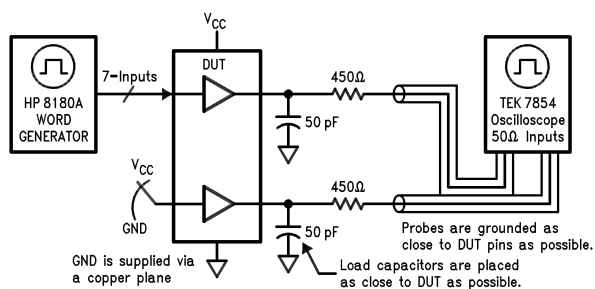 VCC
DUT
HP 8180A
WORD
GENERATOR
7-Inputs
450Ω
50 pF
TEK 7854
Oscilloscope
50Ω Inputs
VCC
GND
450Ω
50 pF
Probes are grounded as
close to DUT pins as possible.
GND is supplied via
a copper plane
Load capacitors are placed
as close to DUT as possible.